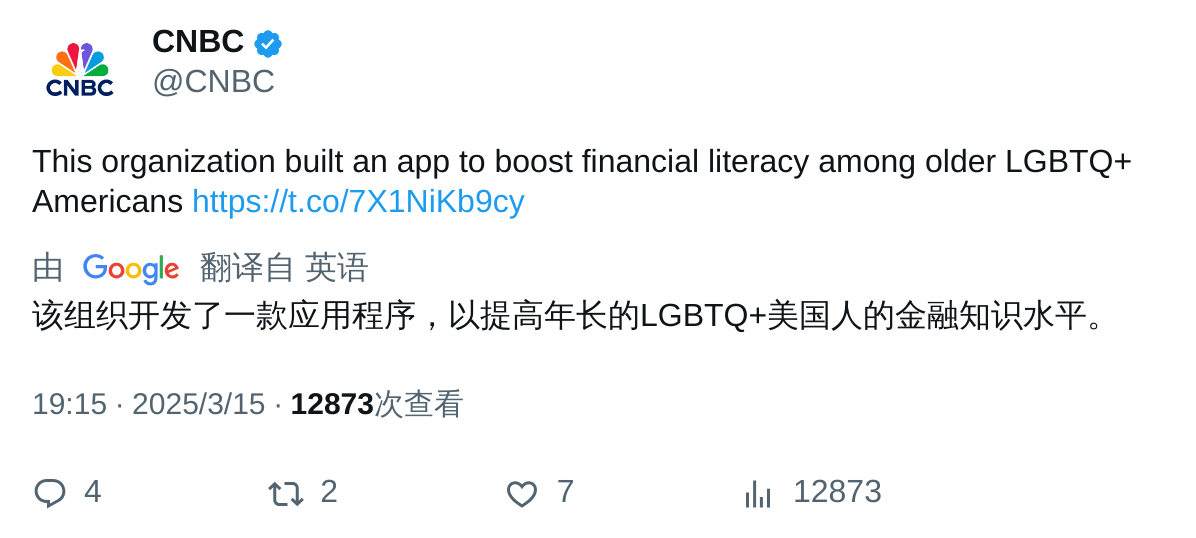 CNBC
CNBC
@CNBC
This organization built an app to boost financial literacy among older LGBTQ+
Americans https://t.co/7X1NiKb9cy
由 Google 翻译自 英语
该组织开发了一款应用程序，以提高年长的LGBTQ+美国人的金融知识水平。
19:15 · 2025/3/15 · 12873次查看
4 2 7 12873